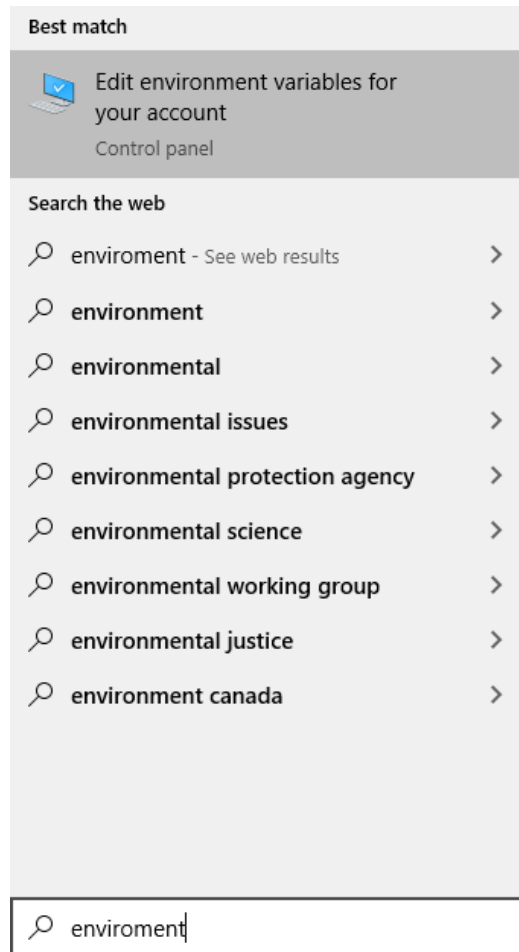 Best match
Edit environment variables for
your account
Control panel
Search the web
enviroment - See web results
environment
environmental
environmental issues
environmental protection agency
environmental science
environmental working group
environmental justice
environment canada
enviroment